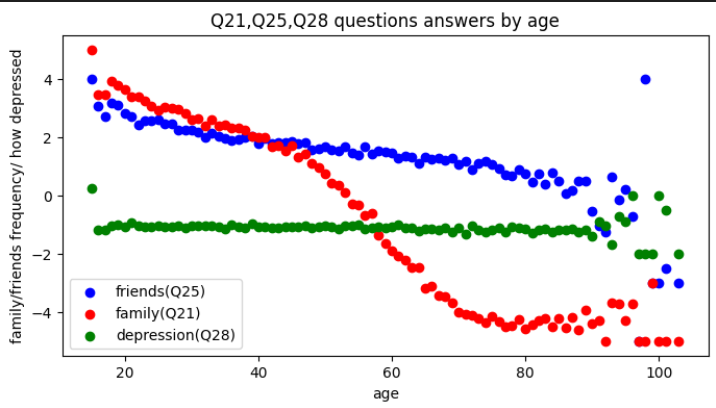 Q21,Q25,Q28 questions answers by age
family/friends frequency/ how depressed
4
2
0
−2
−4
friends(Q25)
family(Q21)
depression(Q28)
20
40
60
80
100
age